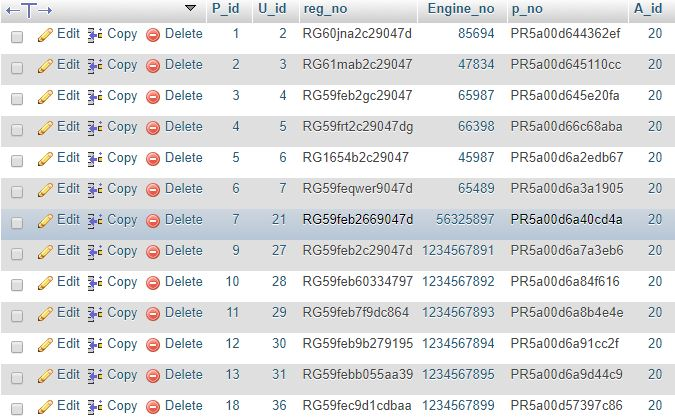 P_id U_id reg_no Engine_no p_no A_id
Edit Copy Delete 1 2 RG60jna2c29047d 85694 PR5a00d644362ef 20
Edit Copy Delete 2 3 RG61mab2c29047 47834 PR5a00d645110cc 20
Edit Copy Delete 3 4 RG59feb2gc29047 65987 PR5a00d645e20fa 20
Edit Copy Delete 4 5 RG59frt2c29047dg 66398 PR5a00d66c68aba 20
Edit Copy Delete 5 6 RG1654b2c29047 45987 PR5a00d6a2edb67 20
Edit Copy Delete 6 7 RG59feqwer9047d 65489 PR5a00d6a3a1905 20
Edit Copy Delete 7 21 RG59feb2669047d 56325897 PR5a00d6a40cd4a 20
Edit Copy Delete 9 27 RG59feb2c29047d 1234567891 PR5a00d6a7a3eb6 20
Edit Copy Delete 10 28 RG59feb60334797 1234567892 PR5a00d6a84f616 20
Edit Copy Delete 11 29 RG59feb7f9dc864 1234567893 PR5a00d6a8b4e4e 20
Edit Copy Delete 12 30 RG59feb9b279195 1234567894 PR5a00d6a91cc2f 20
Edit Copy Delete 13 31 RG59febb055aa39 1234567895 PR5a00d6a9d44c9 20
Edit Copy Delete 18 36 RG59fec9d1cdbaa 1234567899 PR5a00d57397c86 20